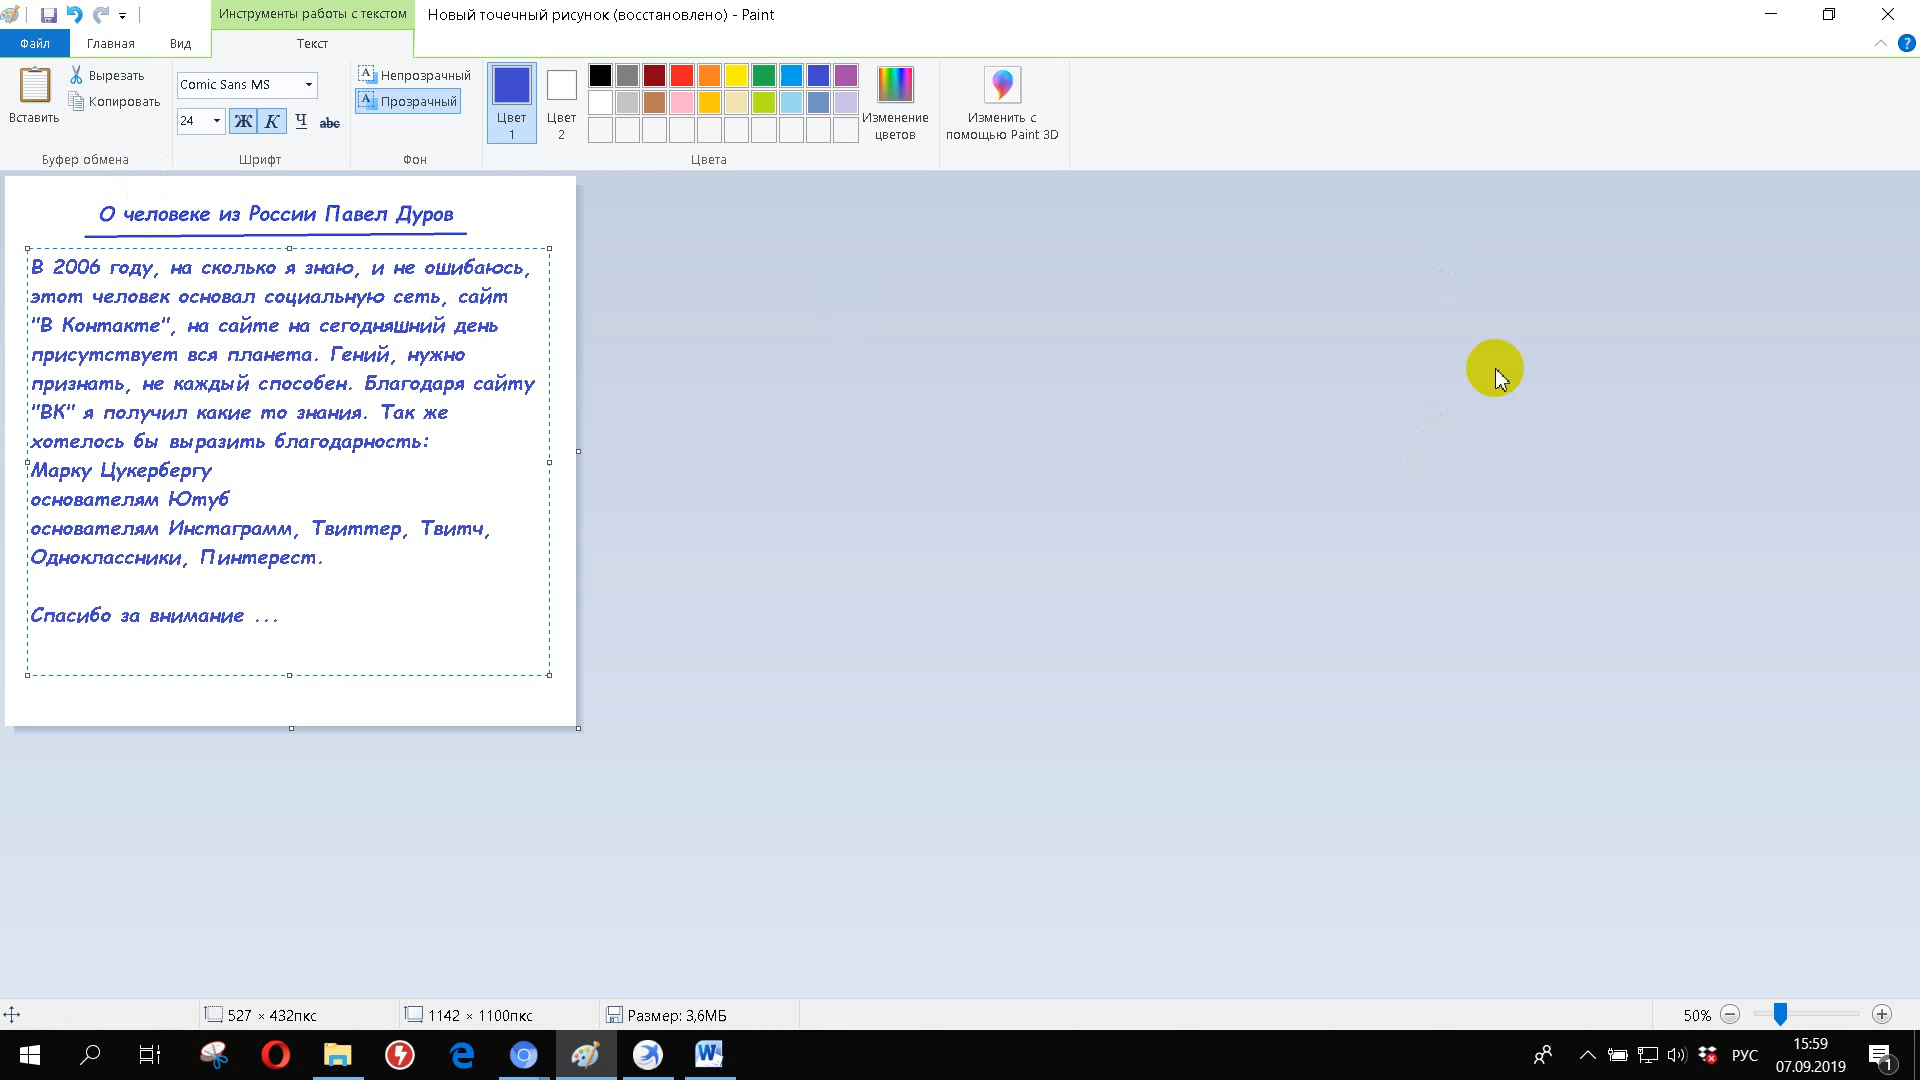 Инструменты работы с текстом
Новый точечный рисунок (восстановлено) - Paint
Файл
Главная
Вид
Текст
Вставить
Вырезать
Копировать
Буфер обмена
Comic Sans MS
24
Ж К Ч abc
Шрифт
Непрозрачный
Прозрачный
Фон
Цвет 1
Цвет 2
Изменение цветов
Цвета
Изменить с помощью Paint 3D
О человеке из России Павел Дуров
В 2006 году, на сколько я знаю, и не ошибаюсь,
этот человек основал социальную сеть, сайт
"В Контакте", на сайте на сегодняшний день
присутствует вся планета. Гений, нужно
признать, не каждый способен. Благодаря сайту
"ВК" я получил какие то знания. Так же
хотелось бы выразить благодарность:
Марку Цукербергу
основателям Ютуб
основателям Инстаграмм, Твиттер, Твитч,
Одноклассники, Пинтерест.
Спасибо за внимание ...
527 × 432пкс
1142 × 1100пкс
Размер: 3,6МБ
50%
РУС
15:59
07.09.2019
1